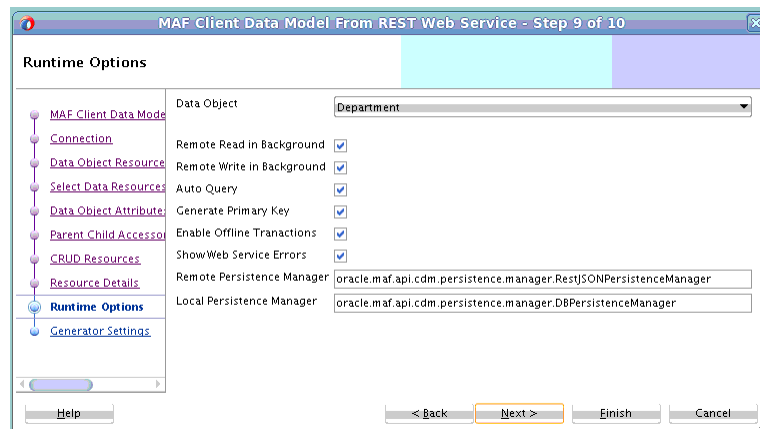 MAF Client Data Model From REST Web Service - Step 9 of 10
Runtime Options
MAF Client Data Mode
Connection
Data Object Resource
Select Data Resources
Data Object Attribute
Parent Child Accesso
CRUD Resources
Resource Details
Runtime Options
Generator Settings
Data Object
Department
Remote Read in Background
Remote Write in Background
Auto Query
Generate Primary Key
Enable Offline Tranactions
Show Web Service Errors
Remote Persistence Manager oracle.maf.api.cdm.persistence.manager.RestJSONPersistenceManager
Local Persistence Manager oracle.maf.api.cdm.persistence.manager.DBPersistenceManager
Help
< Back
Next >
Finish
Cancel